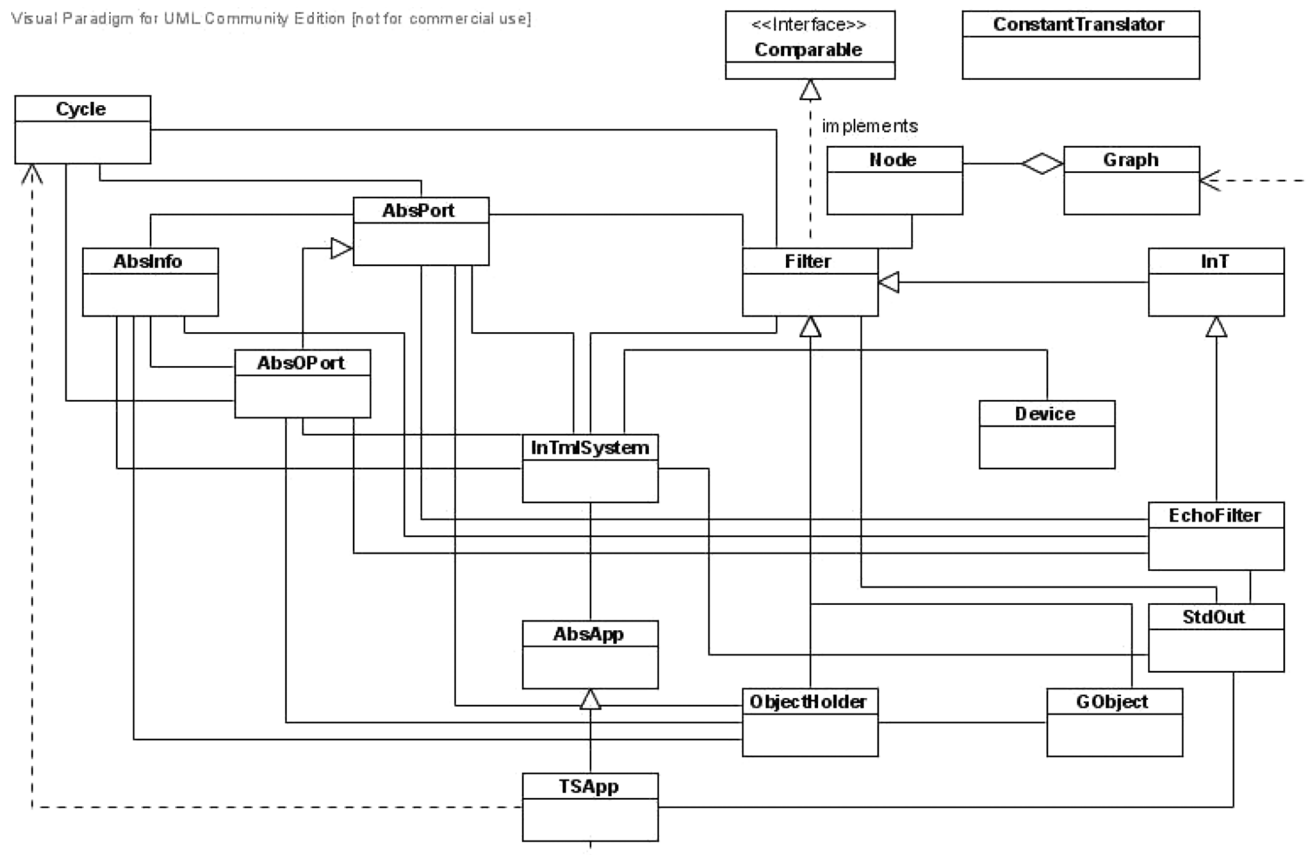 Visual Paradigm for UML Community Edition [not for commercial use]
<<Interface>>
Comparable
ConstantTranslator
Cycle
implements
Node
Graph
AbsPort
AbsInfo
Filter
InT
AbsOPort
Device
InTmlSystem
EchoFilter
StdOut
AbsApp
ObjectHolder
GObject
TSApp